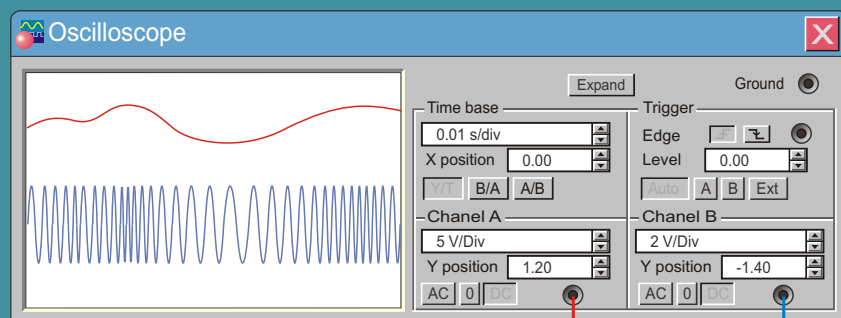 Oscilloscope
Expand
Ground
Time base
0.01 s/div
X position 0.00
Y/T B/A A/B
Trigger
Edge
Level 0.00
Auto A B Ext
Chanel A
5 V/Div
Y position 1.20
AC 0 DC
Chanel B
2 V/Div
Y position -1.40
AC 0 DC